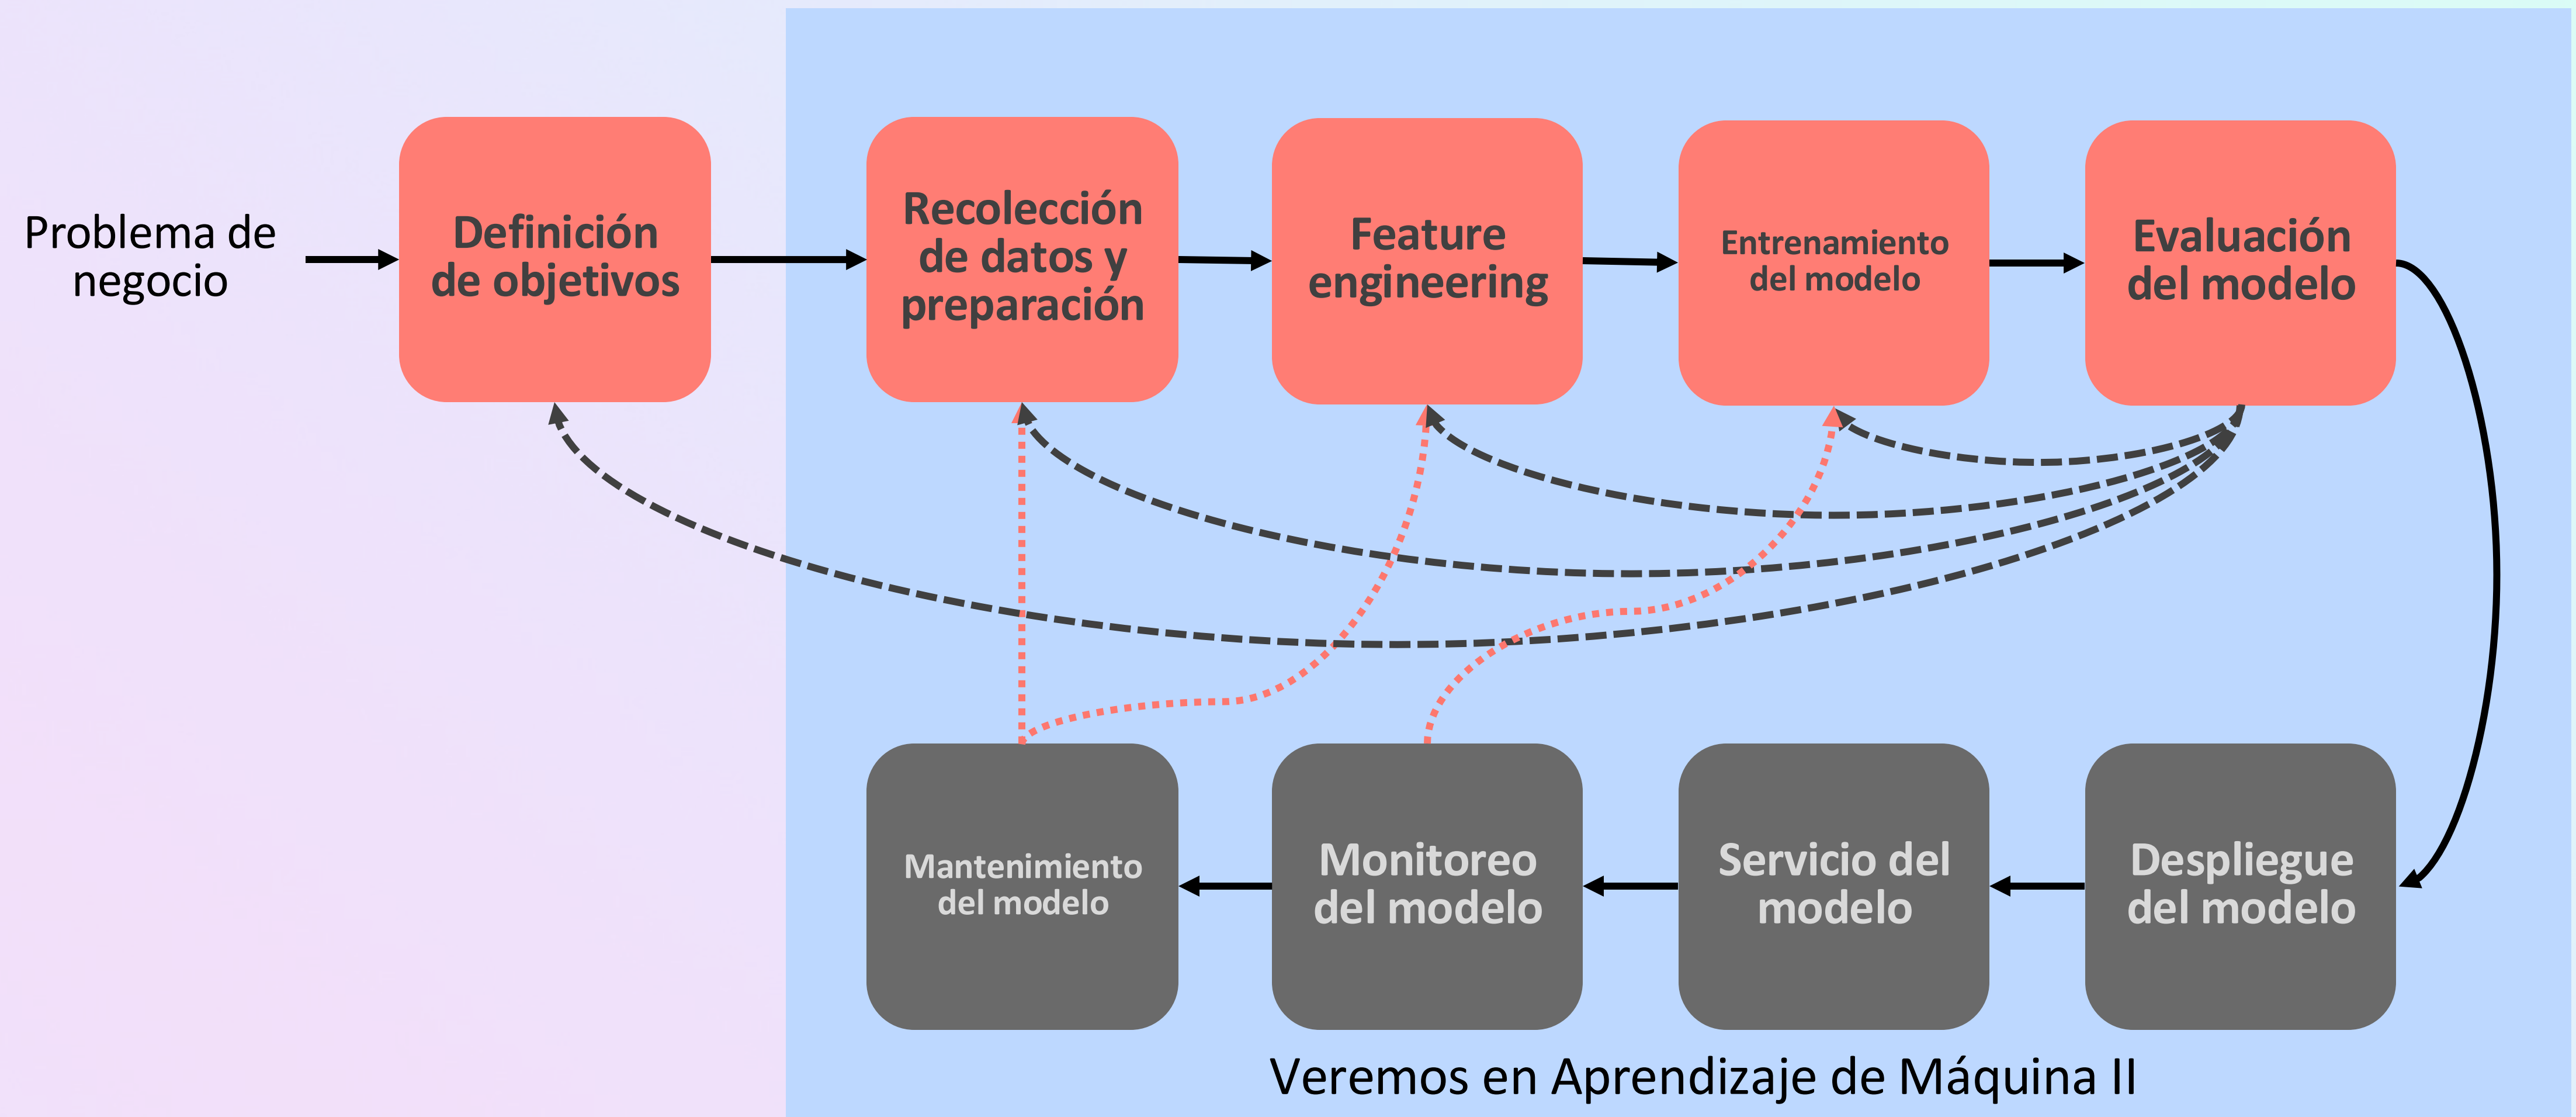 Problema de
negocio
Definición
de objetivos
Recolección
de datos y
preparación
Feature
engineering
Entrenamiento
del modelo
Evaluación
del modelo
Mantenimiento
del modelo
Monitoreo
del modelo
Servicio del
modelo
Despliegue
del modelo
Veremos en Aprendizaje de Máquina II